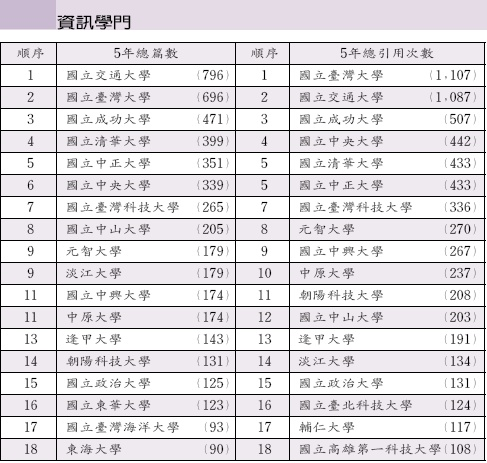 資訊學門
順序 5年總篇數 順序 5年總引用次數
1 國立交通大學 (796) 1 國立臺灣大學 (1,107)
2 國立臺灣大學 (696) 2 國立交通大學 (1,087)
3 國立成功大學 (471) 3 國立成功大學 (507)
4 國立清華大學 (399) 4 國立中央大學 (442)
5 國立中正大學 (351) 5 國立清華大學 (433)
6 國立中央大學 (339) 5 國立中正大學 (433)
7 國立臺灣科技大學 (265) 7 國立臺灣科技大學 (336)
8 國立中山大學 (205) 8 元智大學 (270)
9 元智大學 (179) 9 國立中興大學 (267)
9 淡江大學 (179) 10 中原大學 (237)
11 國立中興大學 (174) 11 朝陽科技大學 (208)
11 中原大學 (174) 12 國立中山大學 (203)
13 逢甲大學 (143) 13 逢甲大學 (191)
14 朝陽科技大學 (131) 14 淡江大學 (134)
15 國立政治大學 (125) 15 國立政治大學 (131)
16 國立東華大學 (123) 16 國立臺北科技大學 (124)
17 國立臺灣海洋大學 (93) 17 輔仁大學 (117)
18 東海大學 (90) 18 國立高雄第一科技大學 (108)